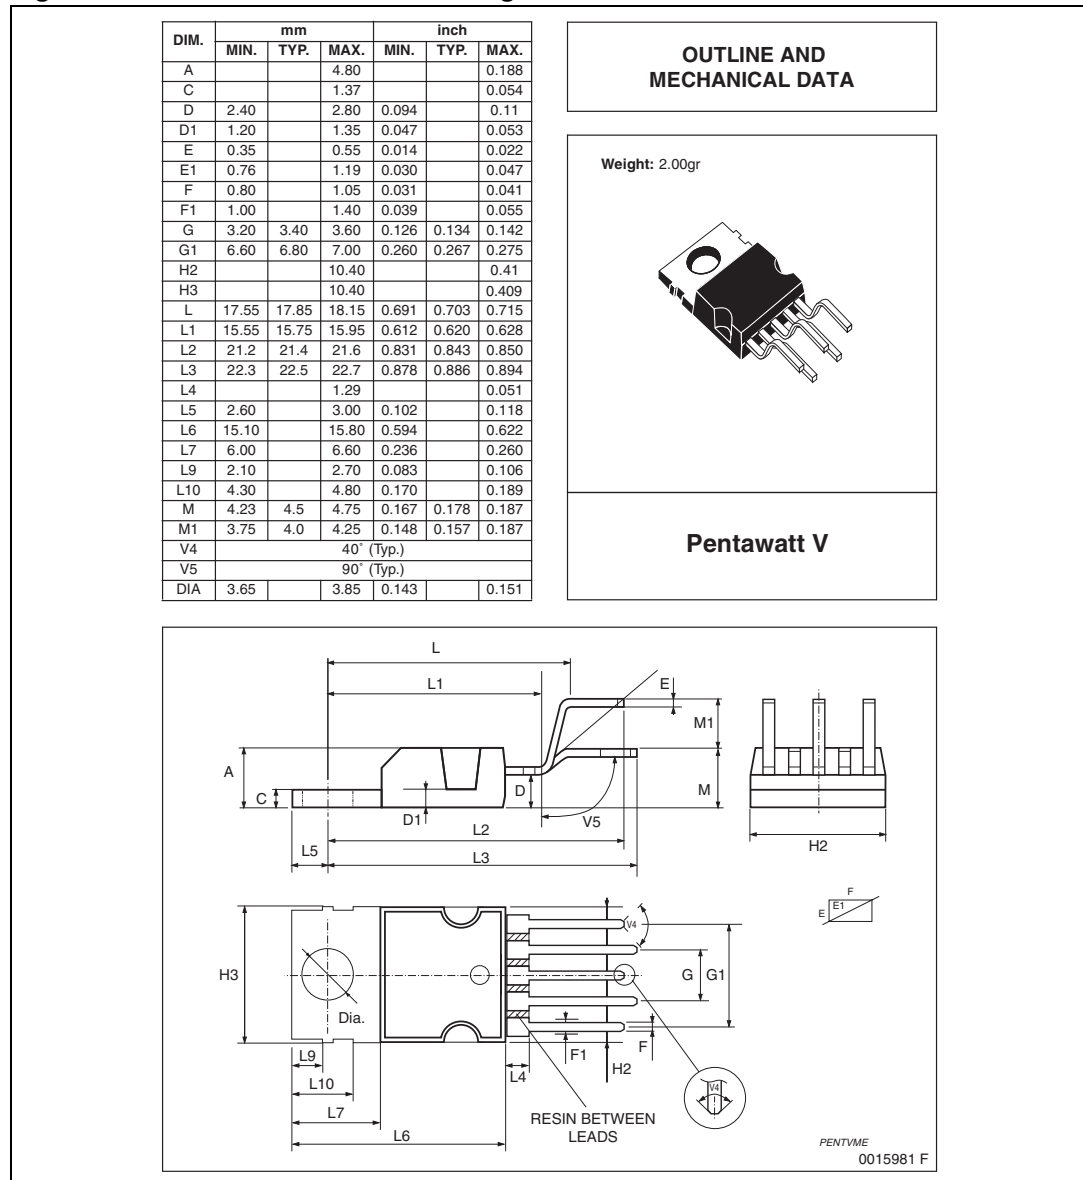 DIM. mm inch
MIN. TYP. MAX. MIN. TYP. MAX.
A 4.80 0.188
C 1.37 0.054
D 2.40 2.80 0.094 0.11
D1 1.20 1.35 0.047 0.053
E 0.35 0.55 0.014 0.022
E1 0.76 1.19 0.030 0.047
F 0.80 1.05 0.031 0.041
F1 1.00 1.40 0.039 0.055
G 3.20 3.40 3.60 0.126 0.134 0.142
G1 6.60 6.80 7.00 0.260 0.267 0.275
H2 10.40 0.41
H3 10.40 0.409
L 17.55 17.85 18.15 0.691 0.703 0.715
L1 15.55 15.75 15.95 0.612 0.620 0.628
L2 21.2 21.4 21.6 0.831 0.843 0.850
L3 22.3 22.5 22.7 0.878 0.886 0.894
L4 1.29 0.051
L5 2.60 3.00 0.102 0.118
L6 15.10 15.80 0.594 0.622
L7 6.00 6.60 0.236 0.260
L9 2.10 2.70 0.083 0.106
L10 4.30 4.80 0.170 0.189
M 4.23 4.5 4.75 0.167 0.178 0.187
M1 3.75 4.0 4.25 0.148 0.157 0.187
V4 40° (Typ.)
V5 90° (Typ.)
DIA 3.65 3.85 0.143 0.151
OUTLINE AND
MECHANICAL DATA
Weight: 2.00gr
Pentawatt V
L
L1
E
M1
A
C
D1
D
M
V5
L2
L5
L3
H2
F
E1
E
V4
H3
G
G1
Dia.
L9
L10
L4
F1
H2
F
L7
L6
V4
RESIN BETWEEN
LEADS
PENTVME
0015981 F